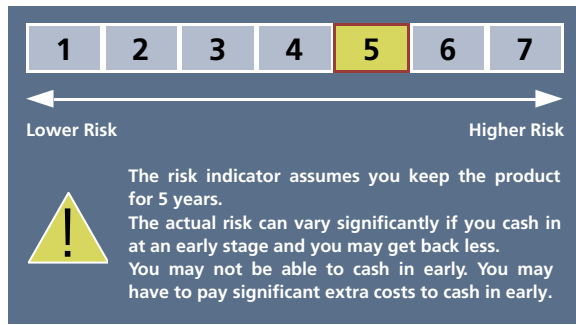 1 2 3 4 5 6 7
Lower Risk Higher Risk
The risk indicator assumes you keep the product
for 5 years.
The actual risk can vary significantly if you cash in
at an early stage and you may get back less.
You may not be able to cash in early. You may
have to pay significant extra costs to cash in early.
!